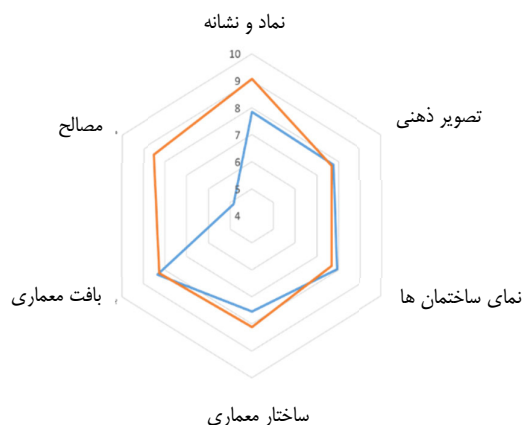 نماد و نشانه
10
9
8
7
6
5
4
تصویر ذهنی
نمای ساختمان ها
ساختار معماری
بافت معماری
مصالح